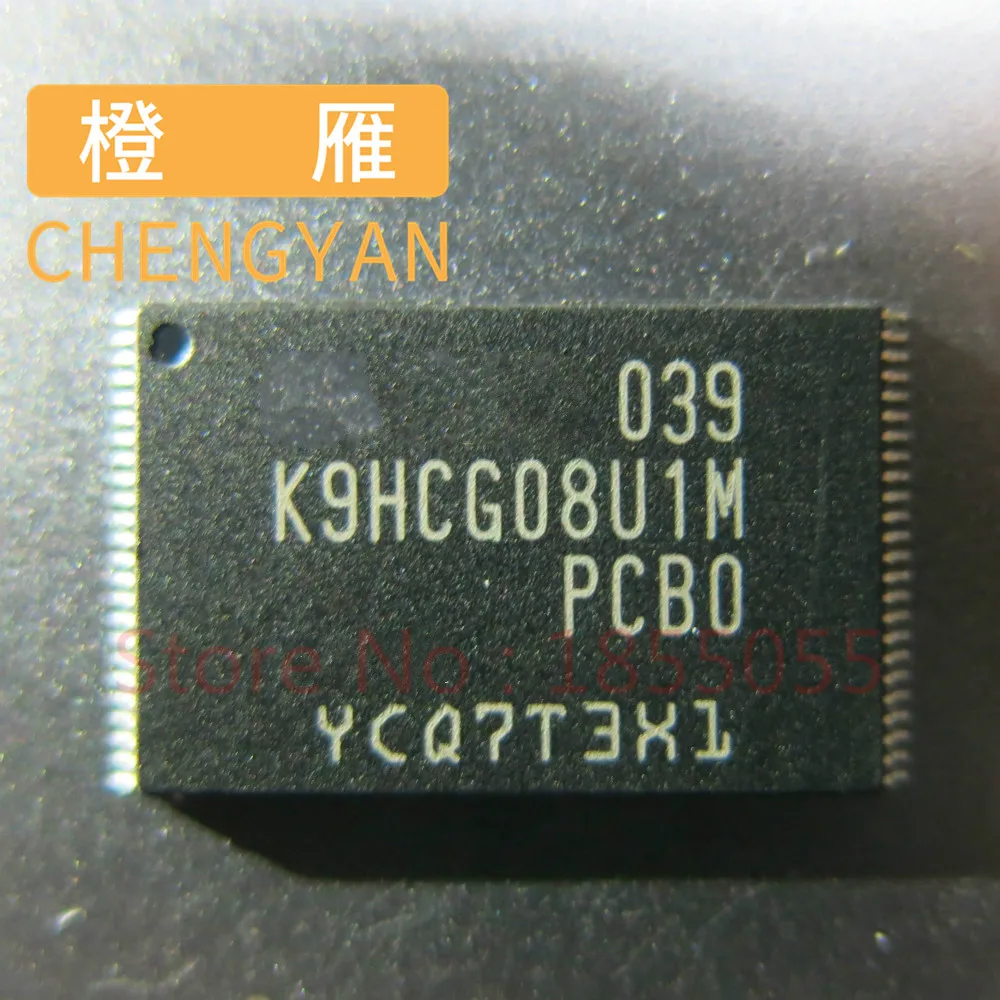 橙 雁
CHENGYAN
039
K9HCG08U1M
PCB0
Store No : 1855055
YCQ7T3X1